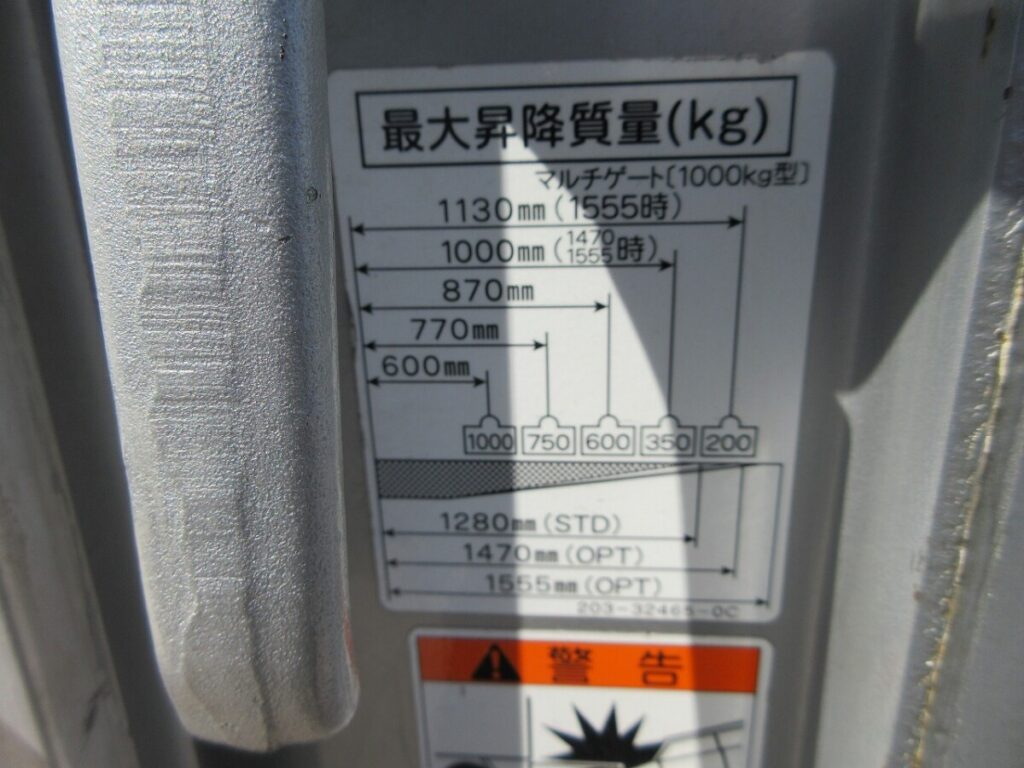 最大昇降質量(kg)
マルチゲート〔1000kg型〕
1130mm(1555時)
1000mm(1470 1555時)
870mm
770mm
600mm
1000 750 600 350 200
1280mm(STD)
1470mm(OPT)
1555mm(OPT)
203-32465-0C
警告